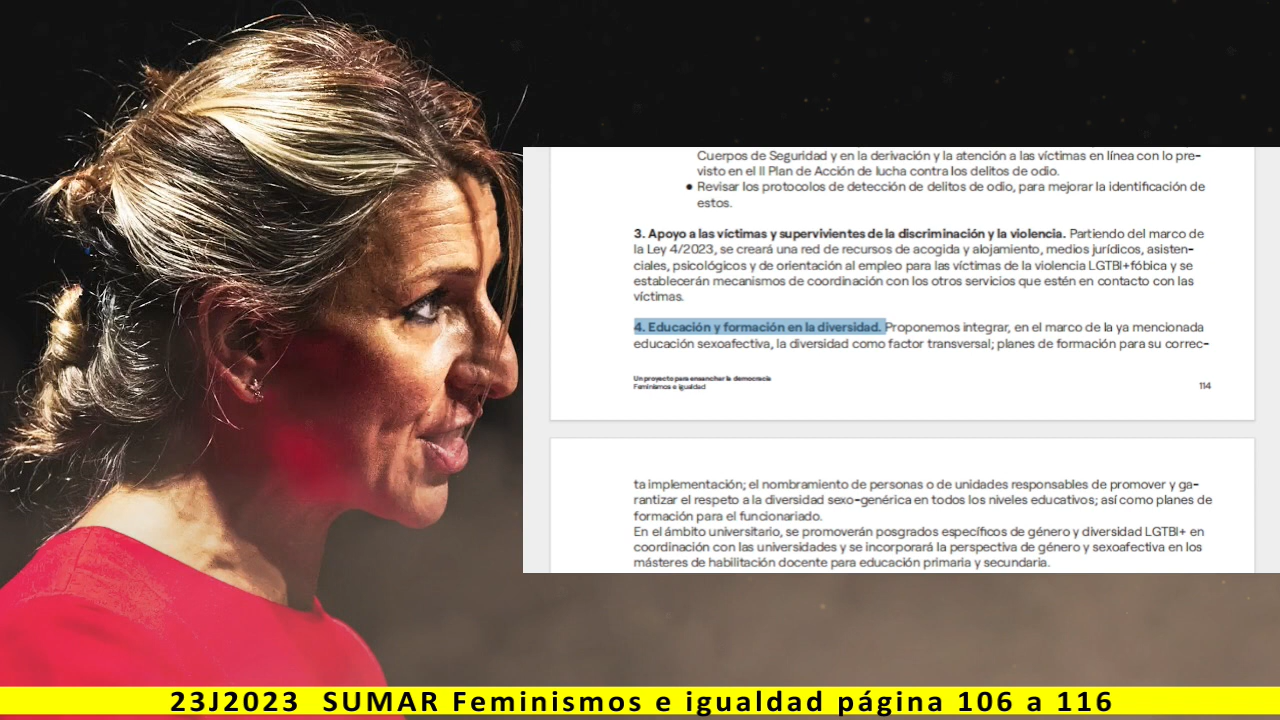 Cuerpos de Seguridad y en la derivación y la atención a las víctimas en línea con lo pre-
visto en el II Plan de Acción de lucha contra los delitos de odio.
● Revisar los protocolos de detección de delitos de odio, para mejorar la identificación de
estos.
3. Apoyo a las víctimas y supervivientes de la discriminación y la violencia. Partiendo del marco de
la Ley 4/2023, se creará una red de recursos de acogida y alojamiento, medios jurídicos, asisten-
ciales, psicológicos y de orientación al empleo para las víctimas de la violencia LGTBI+fóbica y se
establecerán mecanismos de coordinación con los otros servicios que estén en contacto con las
víctimas.
4. Educación y formación en la diversidad. Proponemos integrar, en el marco de la ya mencionada
educación sexoafectiva, la diversidad como factor transversal; planes de formación para su correc-
Un proyecto para ensanchar la democracia
Feminismos e igualdad
114
ta implementación; el nombramiento de personas o de unidades responsables de promover y ga-
rantizar el respeto a la diversidad sexo-genérica en todos los niveles educativos; así como planes de
formación para el funcionariado.
En el ámbito universitario, se promoverán posgrados específicos de género y diversidad LGTBI+ en
coordinación con las universidades y se incorporará la perspectiva de género y sexoafectiva en los
másteres de habilitación docente para educación primaria y secundaria.
23J2023 SUMAR Feminismos e igualdad página 106 a 116